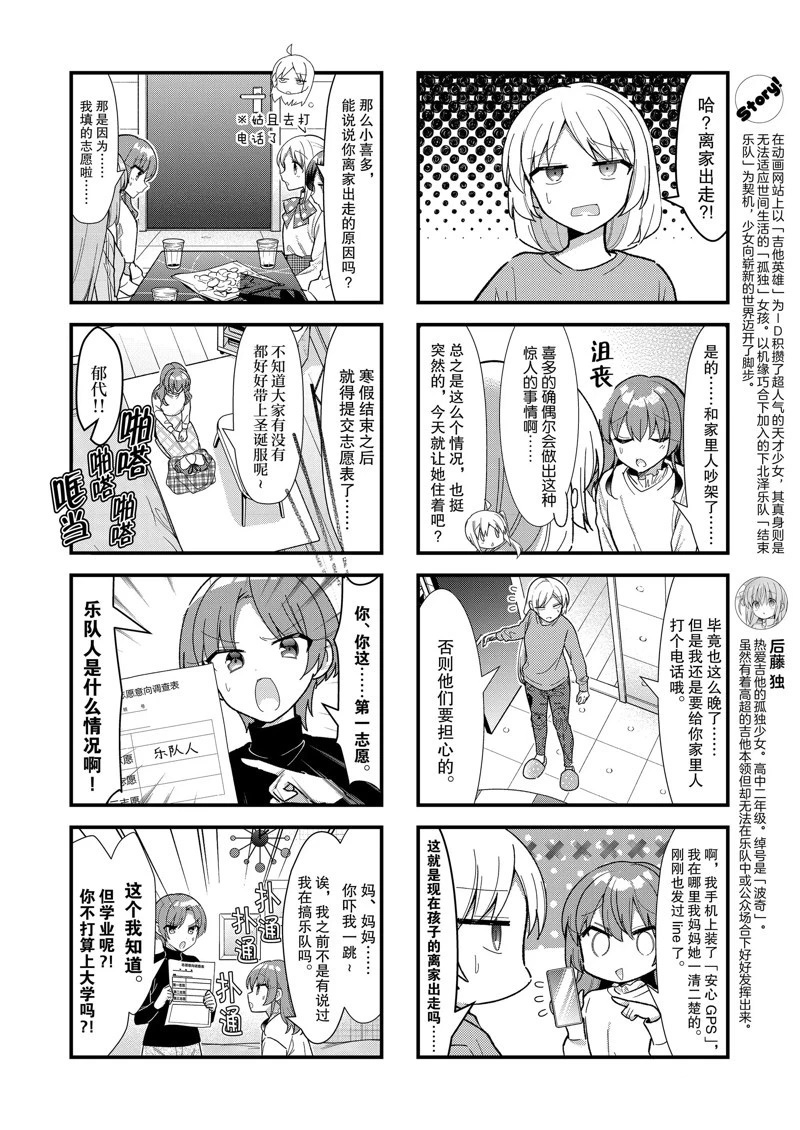 Story!
在动画网站上以「吉他英雄」为ID积攒了超人气的天才少女，其真身则是
无法适应世间生活的「孤独」女孩。以机缘巧合下加入的下北泽乐队「结束
乐队」为契机，少女向崭新的世界迈开了脚步。
后藤 独
热爱吉他的孤独少女。高中二年级。绰号是「波奇」。
虽然有着高超的吉他本领但却无法在乐队中或公众场合下好好发挥出来。
哈？离家出走?!
是的……和家里人吵架了……
沮丧
喜多的确偶尔会做出这种
惊人的事情啊……
总之是这么个情况，也挺
突然的，今天就让她
住着吧？
毕竟也这么晚了……
但是我还是要给你家里人
打个电话哦。
否则他们要担心的。
啊，我手机上装了「安心GPS」，
我在哪里我妈妈她一清二楚的。
刚刚也发过line了。
这就是现在孩子的离家出走吗……
那么小喜多，
能说说你离家出走的原因吗？
※姑且去打
电话了
那是因为……
我填的志愿啦……
寒假结束之后
就得提交志愿表了……
不知道大家有没有
都好好带上圣诞服呢~
郁代!!
啪嗒
啪嗒
啪嗒
哐当
你、你这……第一志愿。
志愿意向调查表
乐队人
乐队人是什么情况啊！
妈、妈妈……
你吓我一跳~
诶，我之前不是有说过
我在搞乐队吗。
扑通
扑通
扑通
这个我知道。
但学业呢?!
你不打算上大学吗?!